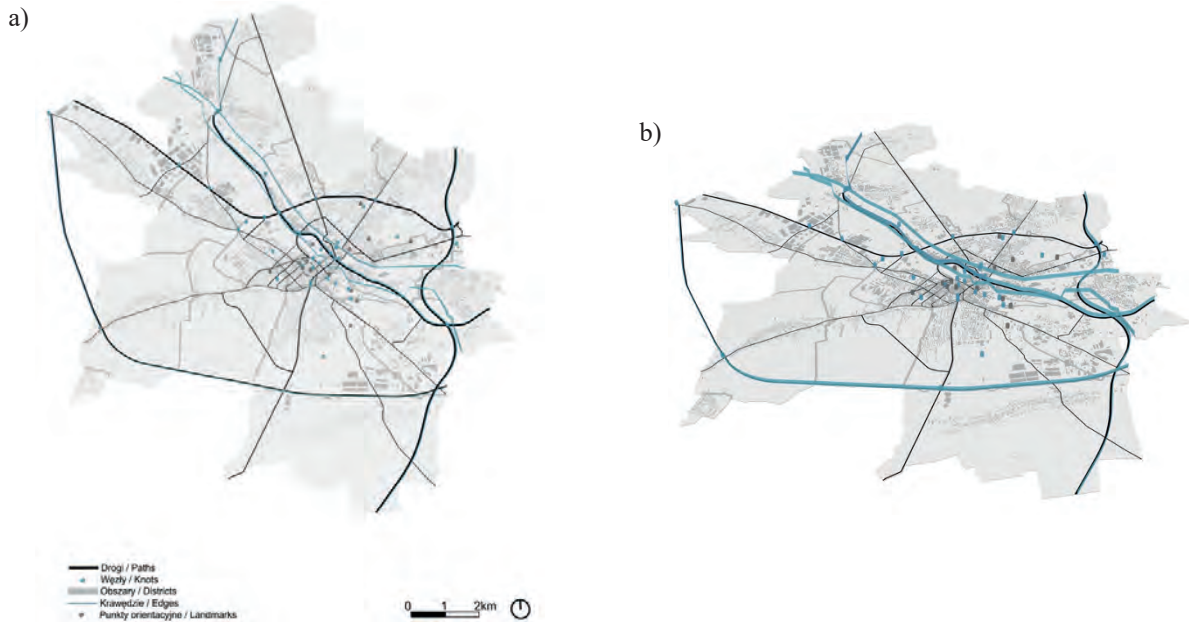 a)
b)
Drogi / Paths
Węzły / Knots
Obszary / Districts
Krawędzie / Edges
Punkty orientacyjne / Landmarks
0 1 2km